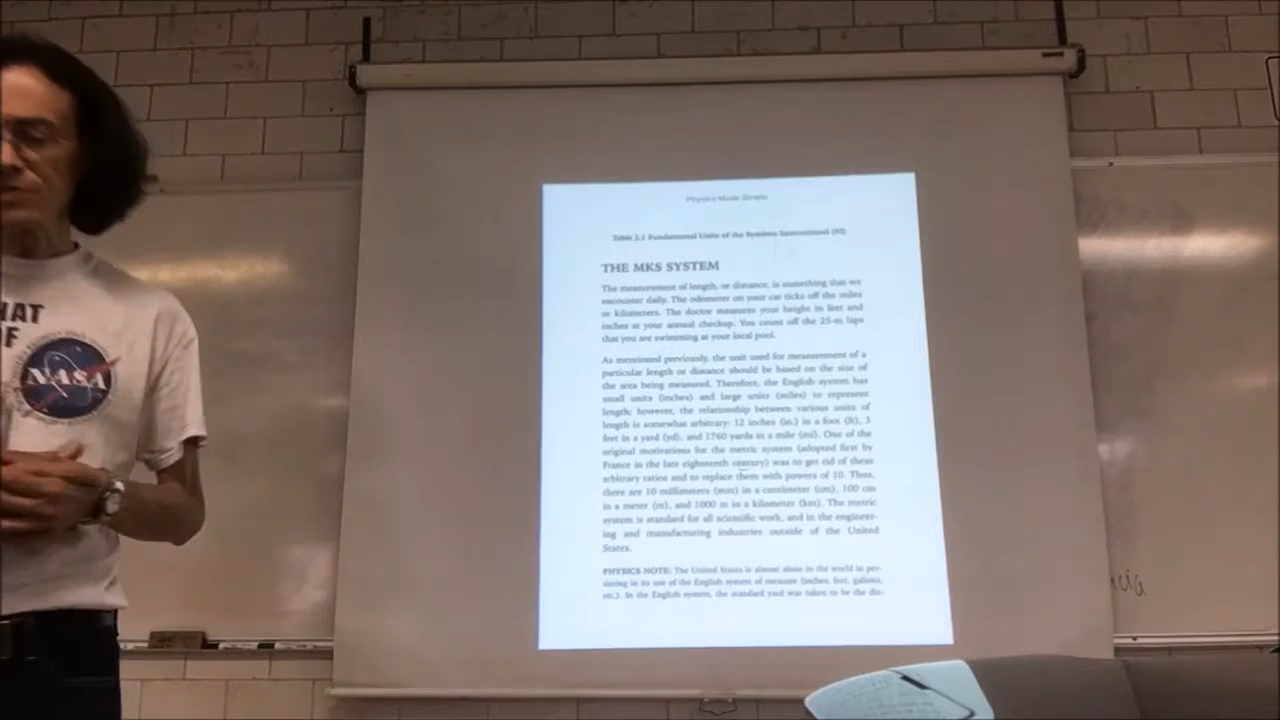 Physics Made Simple
Table 2.1 Fundamental Units of the System International (SI)
THE MKS SYSTEM
The measurement of length, or distance, is something that we
encounter daily. The odometer on your car ticks off the miles
or kilometers. The doctor measures your height in feet and
inches at your annual checkup. You count off the 25-m laps
that you are swimming at your local pool.
As mentioned previously, the unit used for measurement of a
particular length or distance should be based on the size of
the area being measured. Therefore, the English system has
small units (inches) and large units (miles) to represent
length; however, the relationship between various units of
length is somewhat arbitrary: 12 inches (in.) in a foot (ft), 3
feet in a yard (yd), and 1760 yards in a mile (mi). One of the
original motivations for the metric system (adopted first by
France in the late eighteenth century) was to get rid of these
arbitrary ratios and to replace them with powers of 10. Thus,
there are 10 millimeters (mm) in a centimeter (cm), 100 cm
in a meter (m), and 1000 m in a kilometer (km). The metric
system is standard for all scientific work, and in the engineer-
ing and manufacturing industries outside of the United
States.
PHYSICS NOTE: The United States is almost alone in the world in per-
sisting in its use of the English system of measure (inches, feet, gallons,
etc.). In the English system, the standard yard was taken to be the dis-
HAT
OF
NASA
ncia